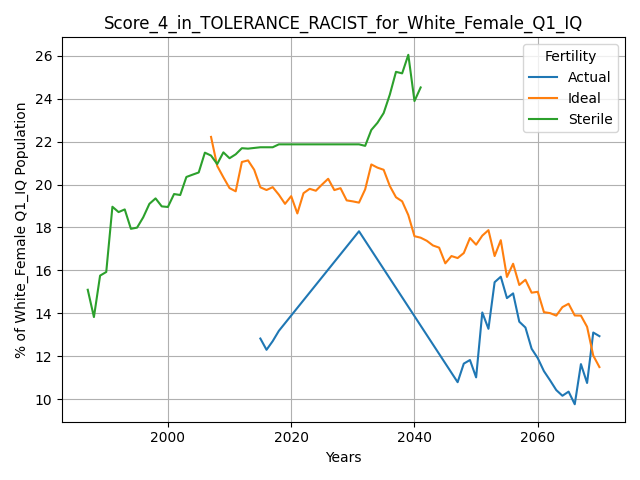 Score_4_in_TOLERANCE_RACIST_for_White_Female_Q1_IQ
Fertility
Actual
Ideal
Sterile
% of White_Female Q1_IQ Population
26
24
22
20
18
16
14
12
10
2000
2020
2040
2060
Years